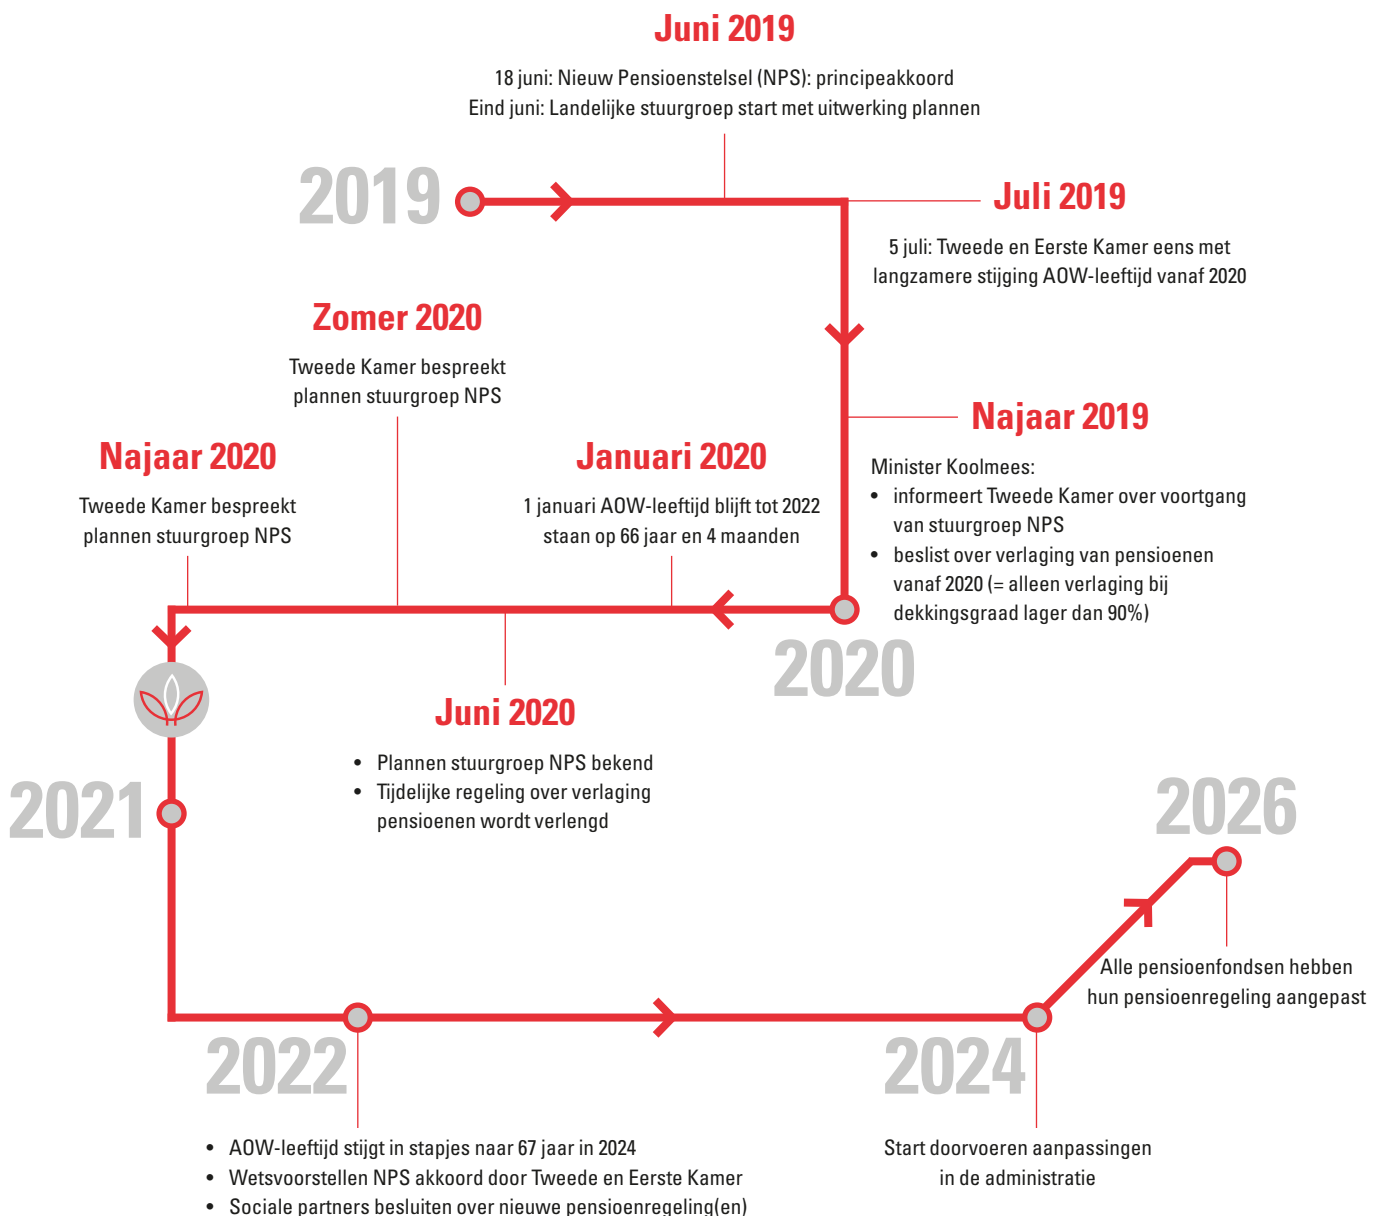 Juni 2019
18 juni: Nieuw Pensioenstelsel (NPS): principeakkoord
Eind juni: Landelijke stuurgroep start met uitwerking plannen
2019
Juli 2019
5 juli: Tweede en Eerste Kamer eens met
langzamere stijging AOW-leeftijd vanaf 2020
Najaar 2019
Minister Koolmees:
• informeert Tweede Kamer over voortgang
van stuurgroep NPS
• beslist over verlaging van pensioenen
vanaf 2020 (= alleen verlaging bij
dekkingsgraad lager dan 90%)
2020
Januari 2020
1 januari AOW-leeftijd blijft tot 2022
staan op 66 jaar en 4 maanden
Juni 2020
• Plannen stuurgroep NPS bekend
• Tijdelijke regeling over verlaging
pensioenen wordt verlengd
Zomer 2020
Tweede Kamer bespreekt
plannen stuurgroep NPS
Najaar 2020
Tweede Kamer bespreekt
plannen stuurgroep NPS
2021
2022
• AOW-leeftijd stijgt in stapjes naar 67 jaar in 2024
• Wetsvoorstellen NPS akkoord door Tweede en Eerste Kamer
• Sociale partners besluiten over nieuwe pensioenregeling(en)
2024
Start doorvoeren aanpassingen
in de administratie
2026
Alle pensioenfondsen hebben
hun pensioenregeling aangepast